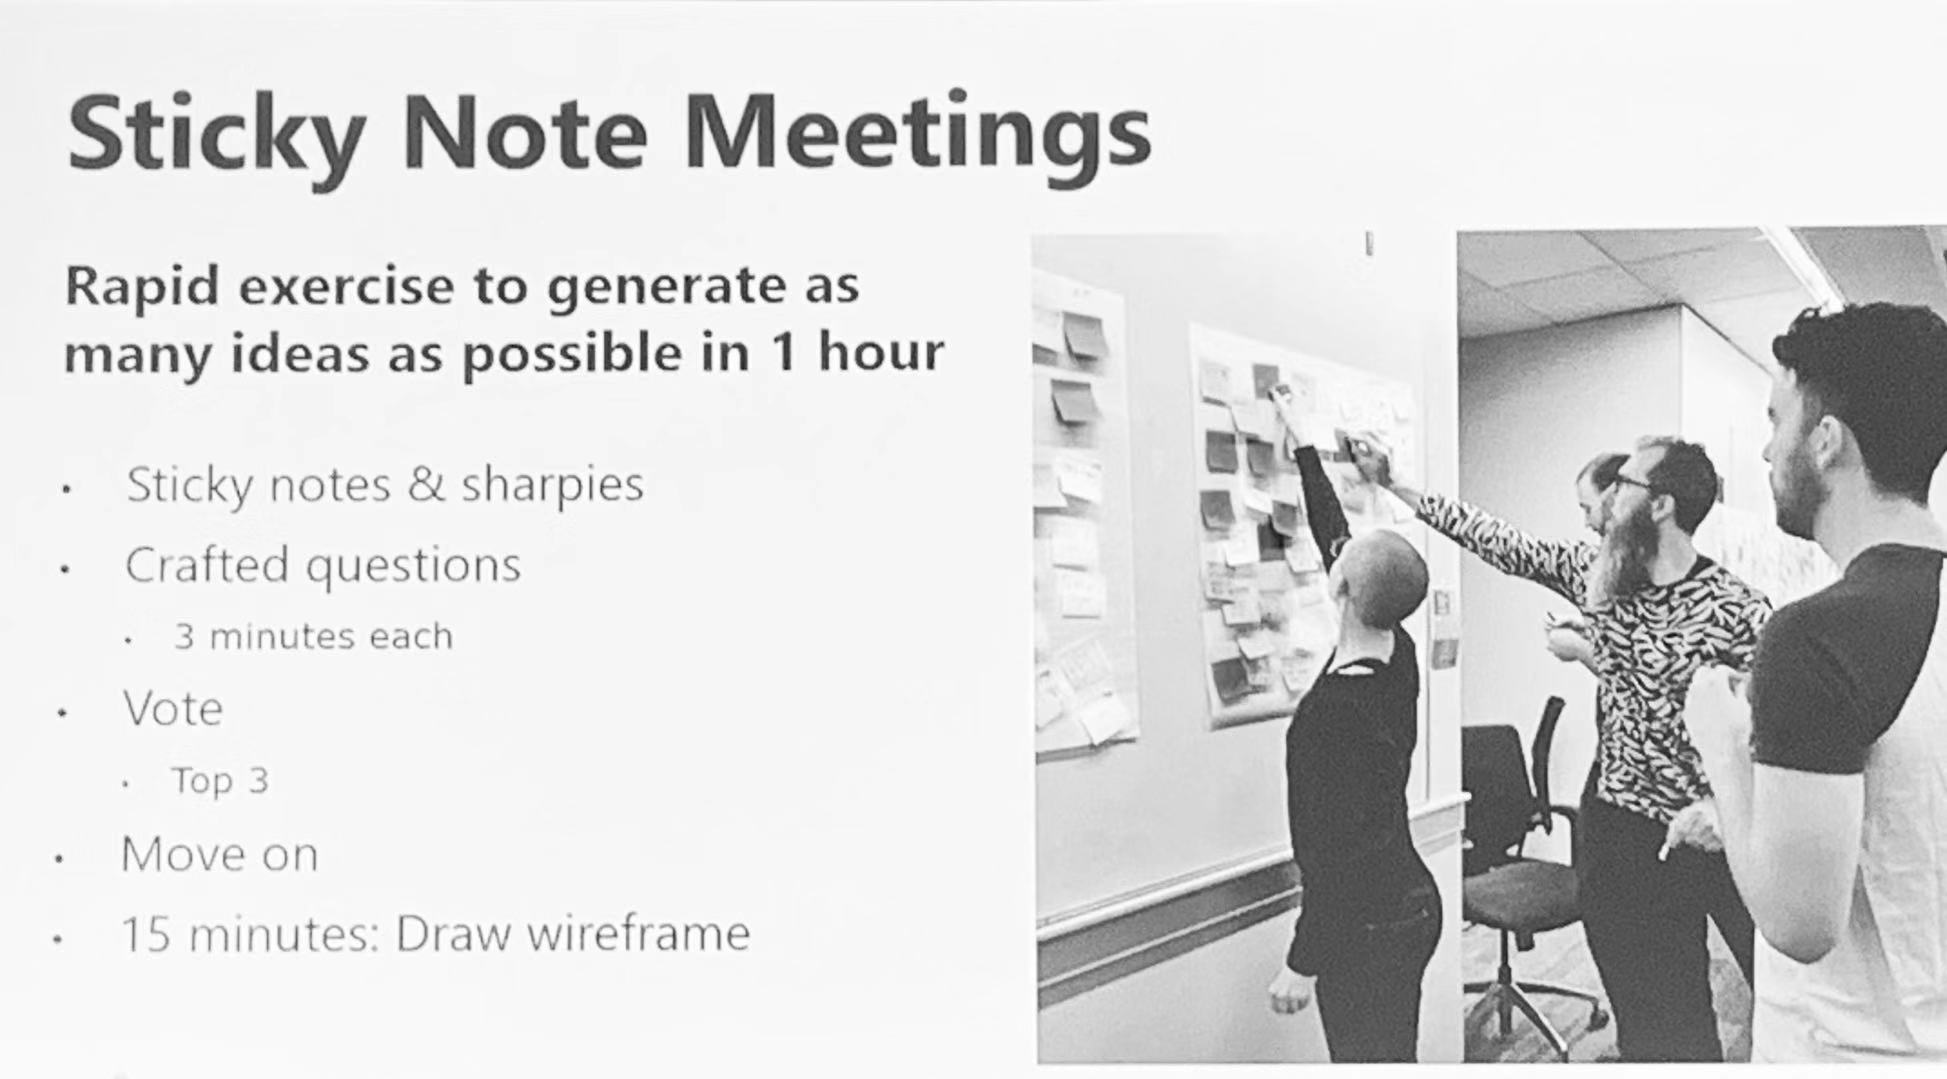 Sticky Note Meetings
Rapid exercise to generate as
many ideas as possible in 1 hour
• Sticky notes & sharpies
• Crafted questions
• 3 minutes each
• Vote
• Top 3
• Move on
• 15 minutes: Draw wireframe